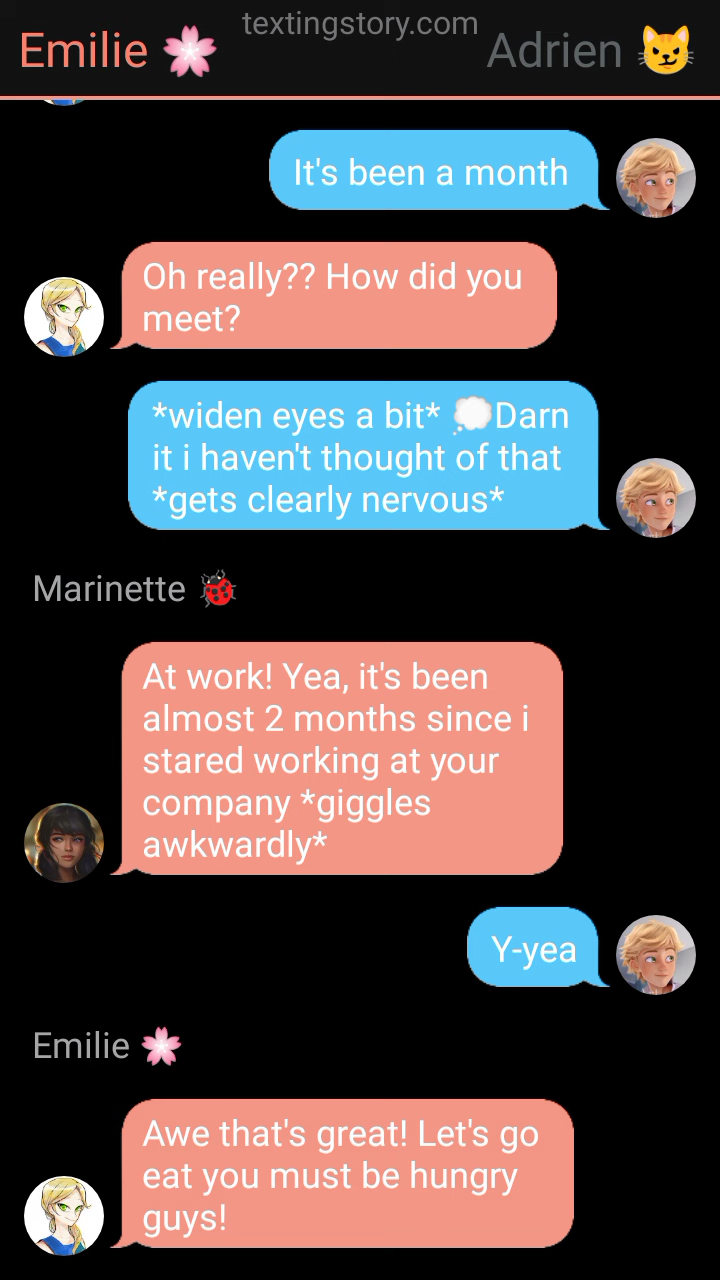 textingstory.com
Emilie 🌸
Adrien 😼
It's been a month
Oh really?? How did you
meet?
*widen eyes a bit* 💭Darn
it i haven't thought of that
*gets clearly nervous*
Marinette 🐞
At work! Yea, it's been
almost 2 months since i
stared working at your
company *giggles
awkwardly*
Y-yea
Emilie 🌸
Awe that's great! Let's go
eat you must be hungry
guys!